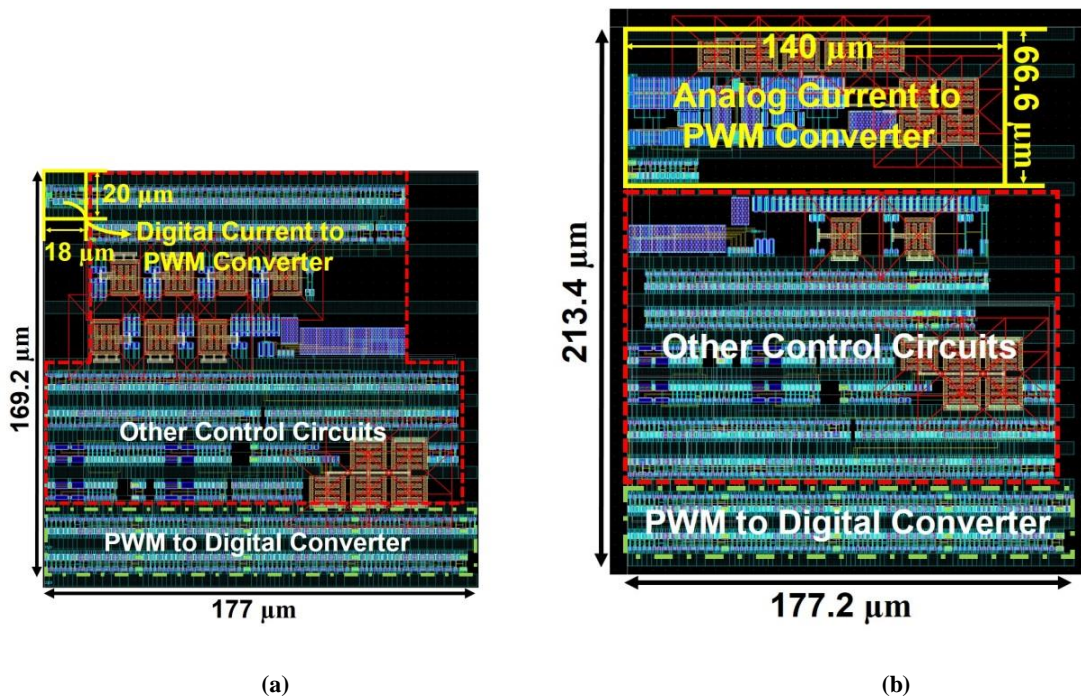 20 µm
18 µm
Digital Current to
PWM Converter
169.2 µm
Other Control Circuits
PWM to Digital Converter
177 µm
(a)
140 µm
66.6 µm
Analog Current to
PWM Converter
213.4 µm
Other Control Circuits
PWM to Digital Converter
177.2 µm
(b)